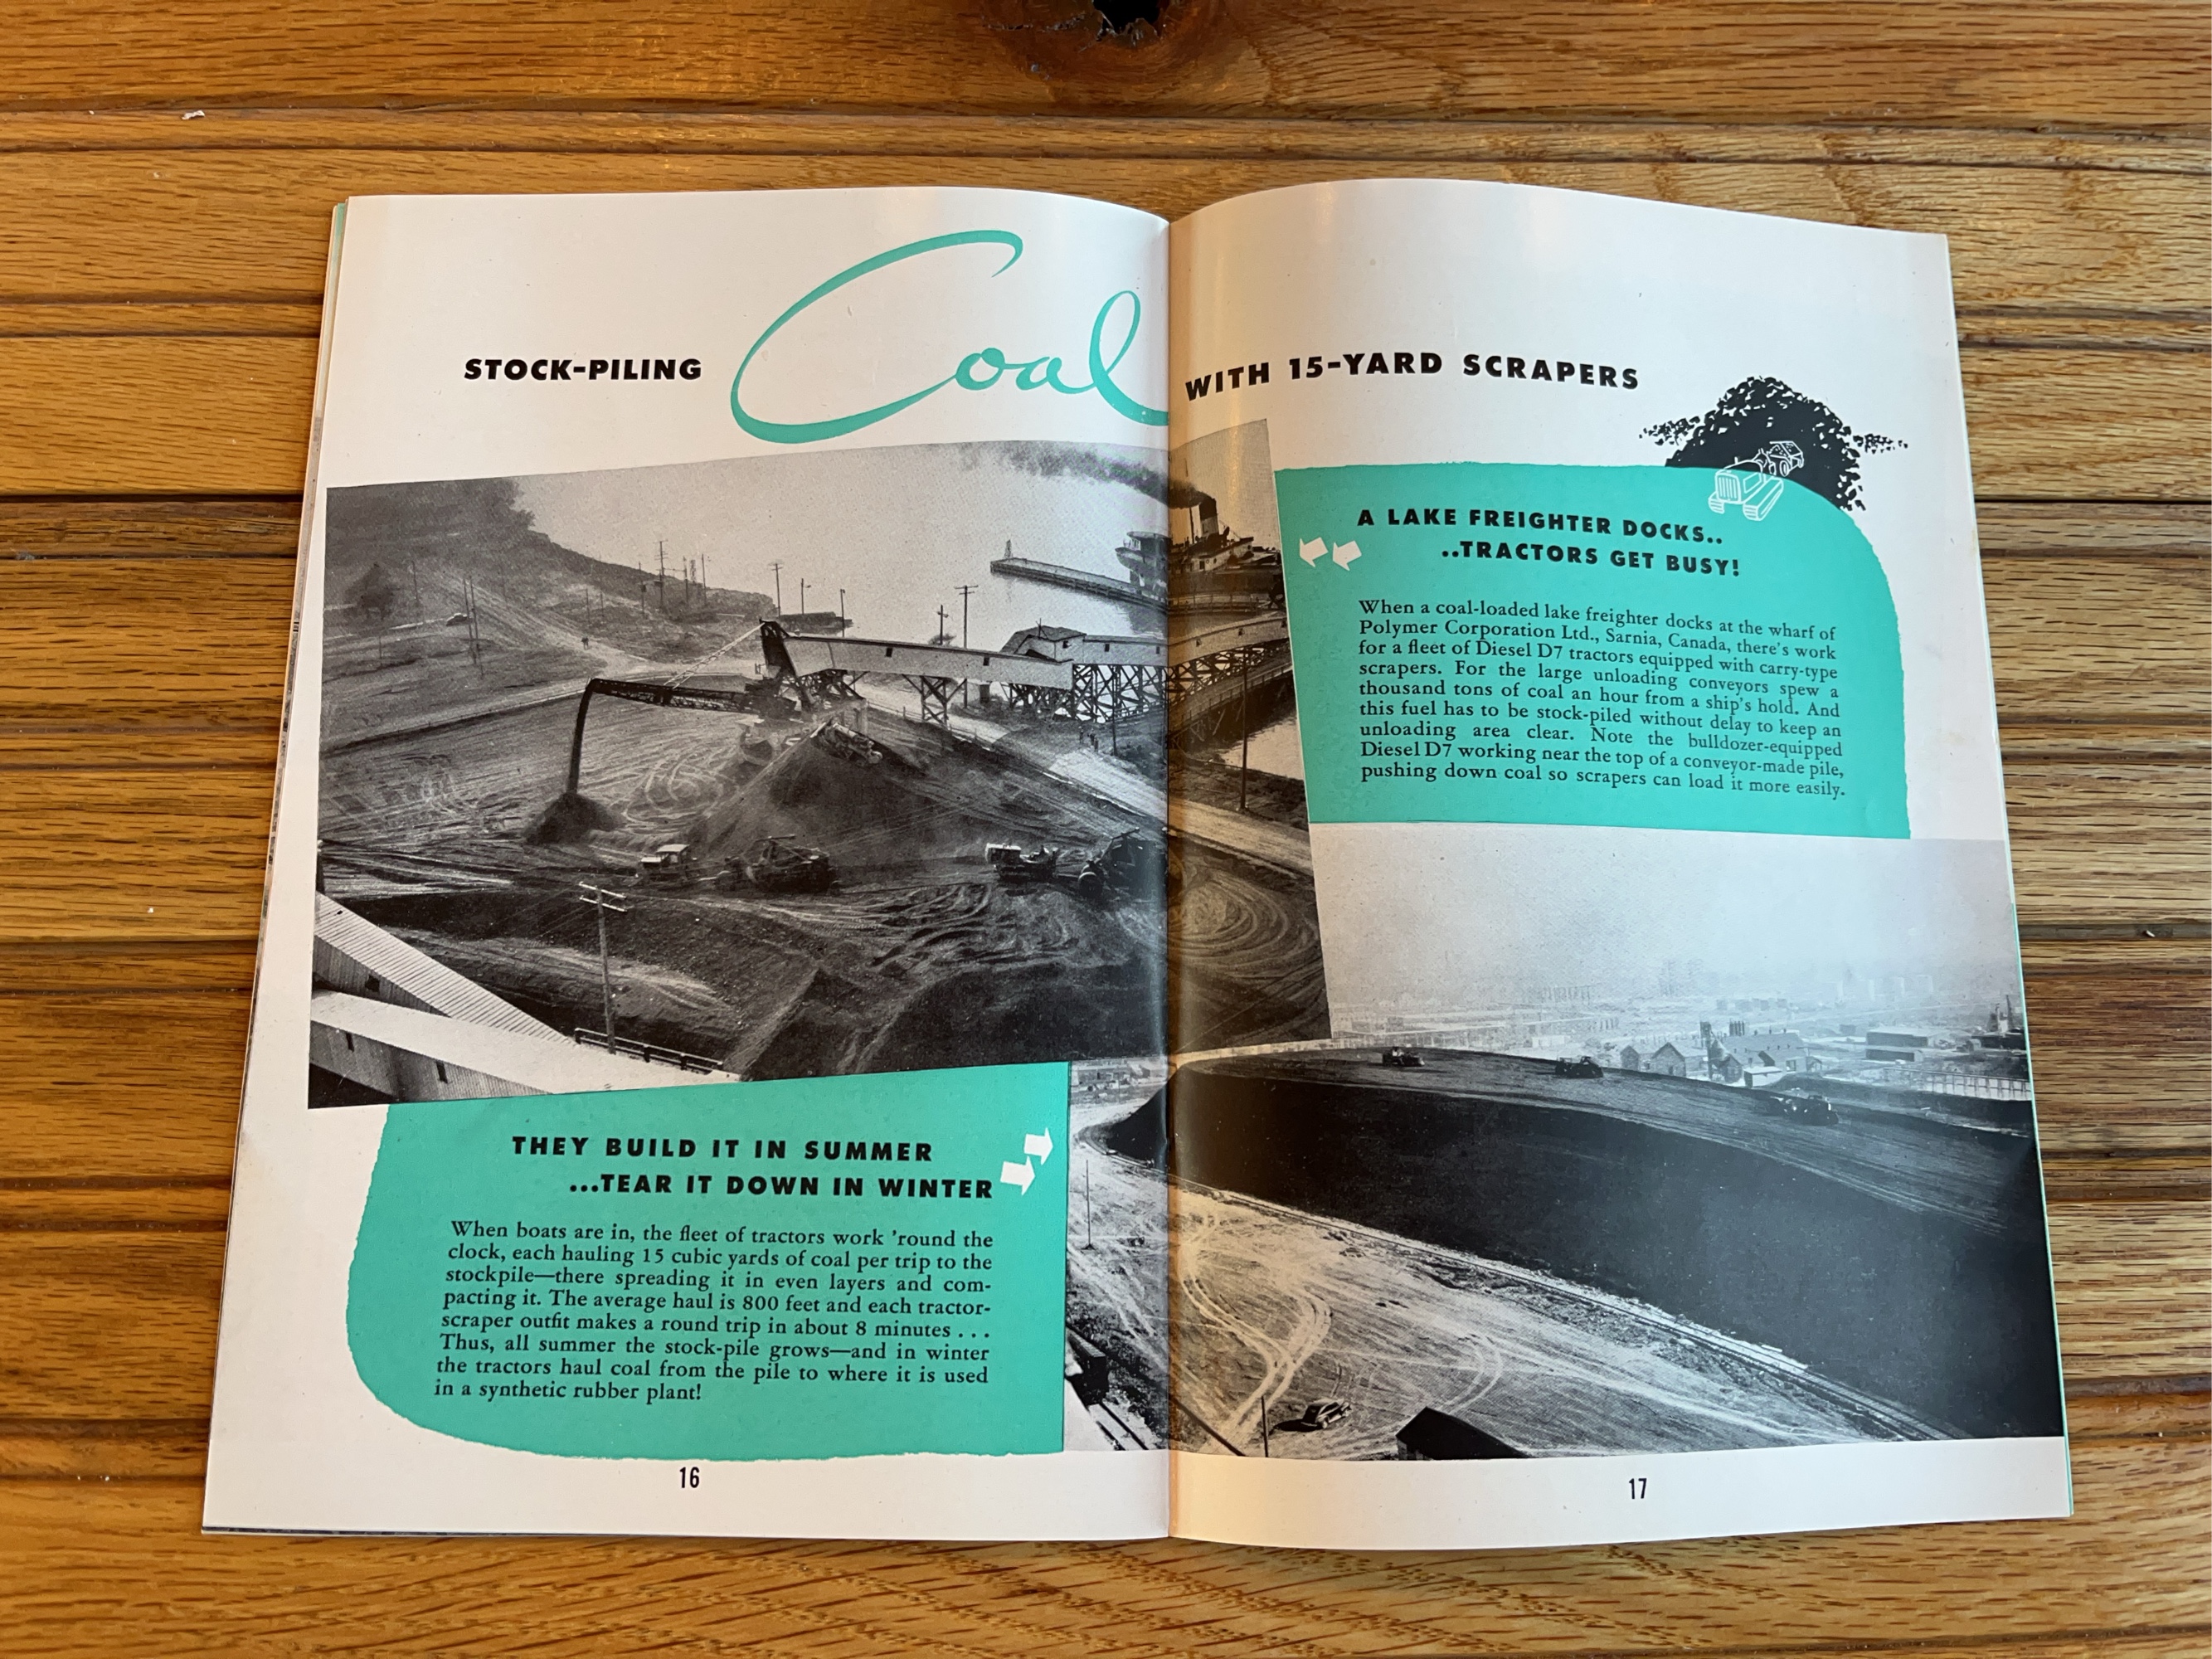 STOCK-PILING Coal WITH 15-YARD SCRAPERS
A LAKE FREIGHTER DOCKS..
..TRACTORS GET BUSY!
When a coal-loaded lake freighter docks at the wharf of
Polymer Corporation Ltd., Sarnia, Canada, there's work
for a fleet of Diesel D7 tractors equipped with carry-type
scrapers. For the large unloading conveyors spew a
thousand tons of coal an hour from a ship's hold. And
this fuel has to be stock-piled without delay to keep an
unloading area clear. Note the bulldozer-equipped
Diesel D7 working near the top of a conveyor-made pile,
pushing down coal so scrapers can load it more easily.
THEY BUILD IT IN SUMMER
...TEAR IT DOWN IN WINTER
When boats are in, the fleet of tractors work 'round the
clock, each hauling 15 cubic yards of coal per trip to the
stockpile—there spreading it in even layers and com-
pacting it. The average haul is 800 feet and each tractor-
scraper outfit makes a round trip in about 8 minutes . . .
Thus, all summer the stock-pile grows—and in winter
the tractors haul coal from the pile to where it is used
in a synthetic rubber plant!
16
17